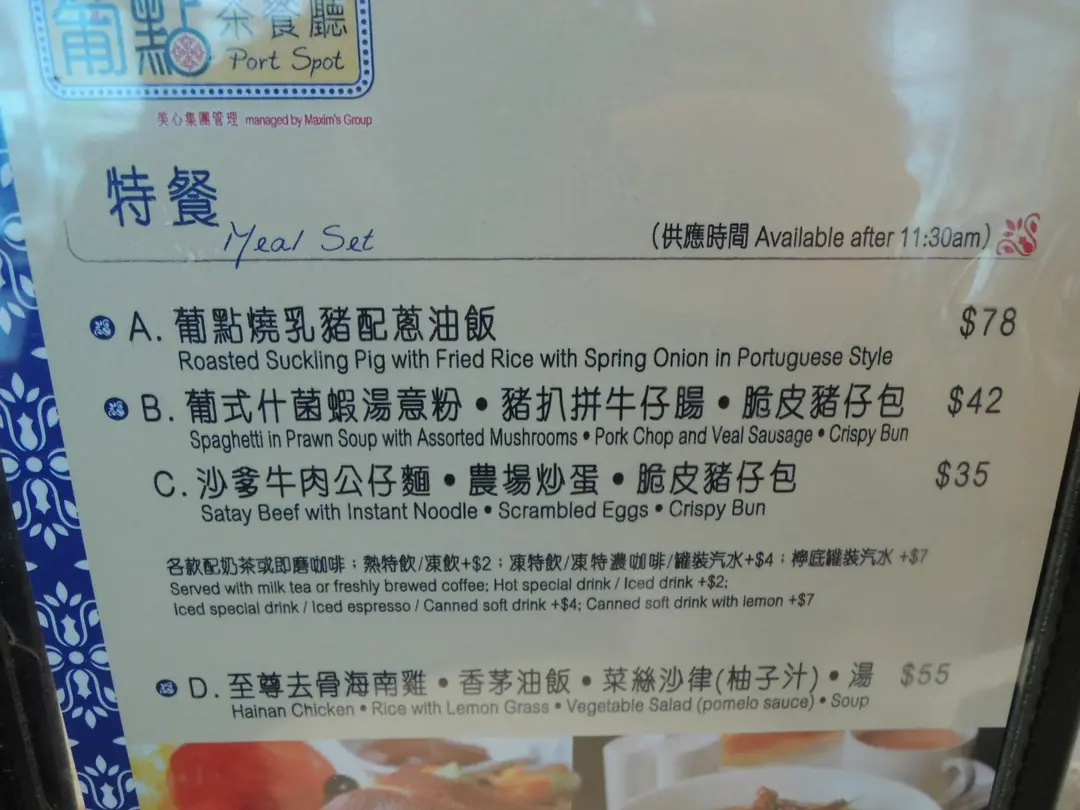 葡點 茶餐廳
Port Spot
美心集團管理 managed by Maxim's Group
特餐
Meal Set
(供應時間 Available after 11:30am)
A. 葡點燒乳豬配蔥油飯 $78
Roasted Suckling Pig with Fried Rice with Spring Onion in Portuguese Style
B. 葡式什菌蝦湯意粉 • 豬扒拼牛仔腸 • 脆皮豬仔包 $42
Spaghetti in Prawn Soup with Assorted Mushrooms • Pork Chop and Veal Sausage • Crispy Bun
C. 沙爹牛肉公仔麵 • 農場炒蛋 • 脆皮豬仔包 $35
Satay Beef with Instant Noodle • Scrambled Eggs • Crispy Bun
各款配奶茶或即磨咖啡；熱特飲/凍飲+$2；凍特飲/凍特濃咖啡/罐裝汽水+$4；檸底罐裝汽水 +$7
Served with milk tea or freshly brewed coffee; Hot special drink / Iced drink +$2;
Iced special drink / Iced espresso / Canned soft drink +$4; Canned soft drink with lemon +$7
D. 至尊去骨海南雞 • 香茅油飯 • 菜絲沙律(柚子汁) • 湯 $55
Hainan Chicken • Rice with Lemon Grass • Vegetable Salad (pomelo sauce) • Soup